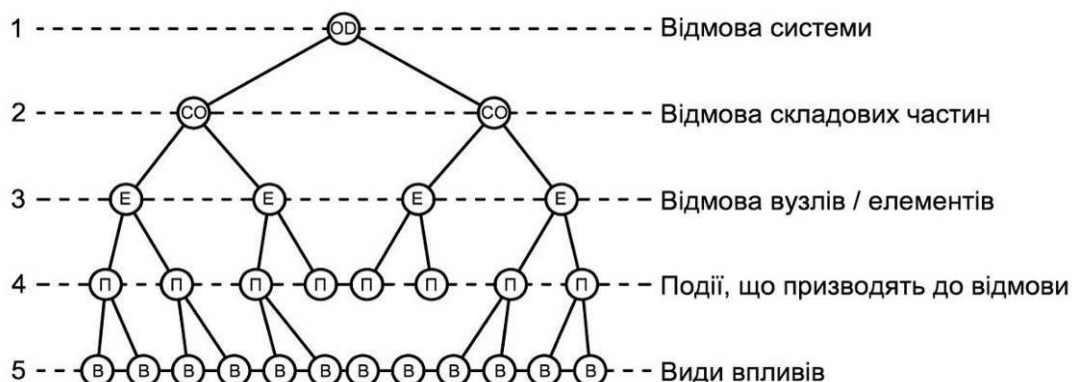 1 OD Відмова системи
2 СО СО Відмова складових частин
3 Е Е Е Е Відмова вузлів / елементів
4 П П П П П П П П Події, що призводять до відмови
5 В В В В В В В В В В В В Види впливів